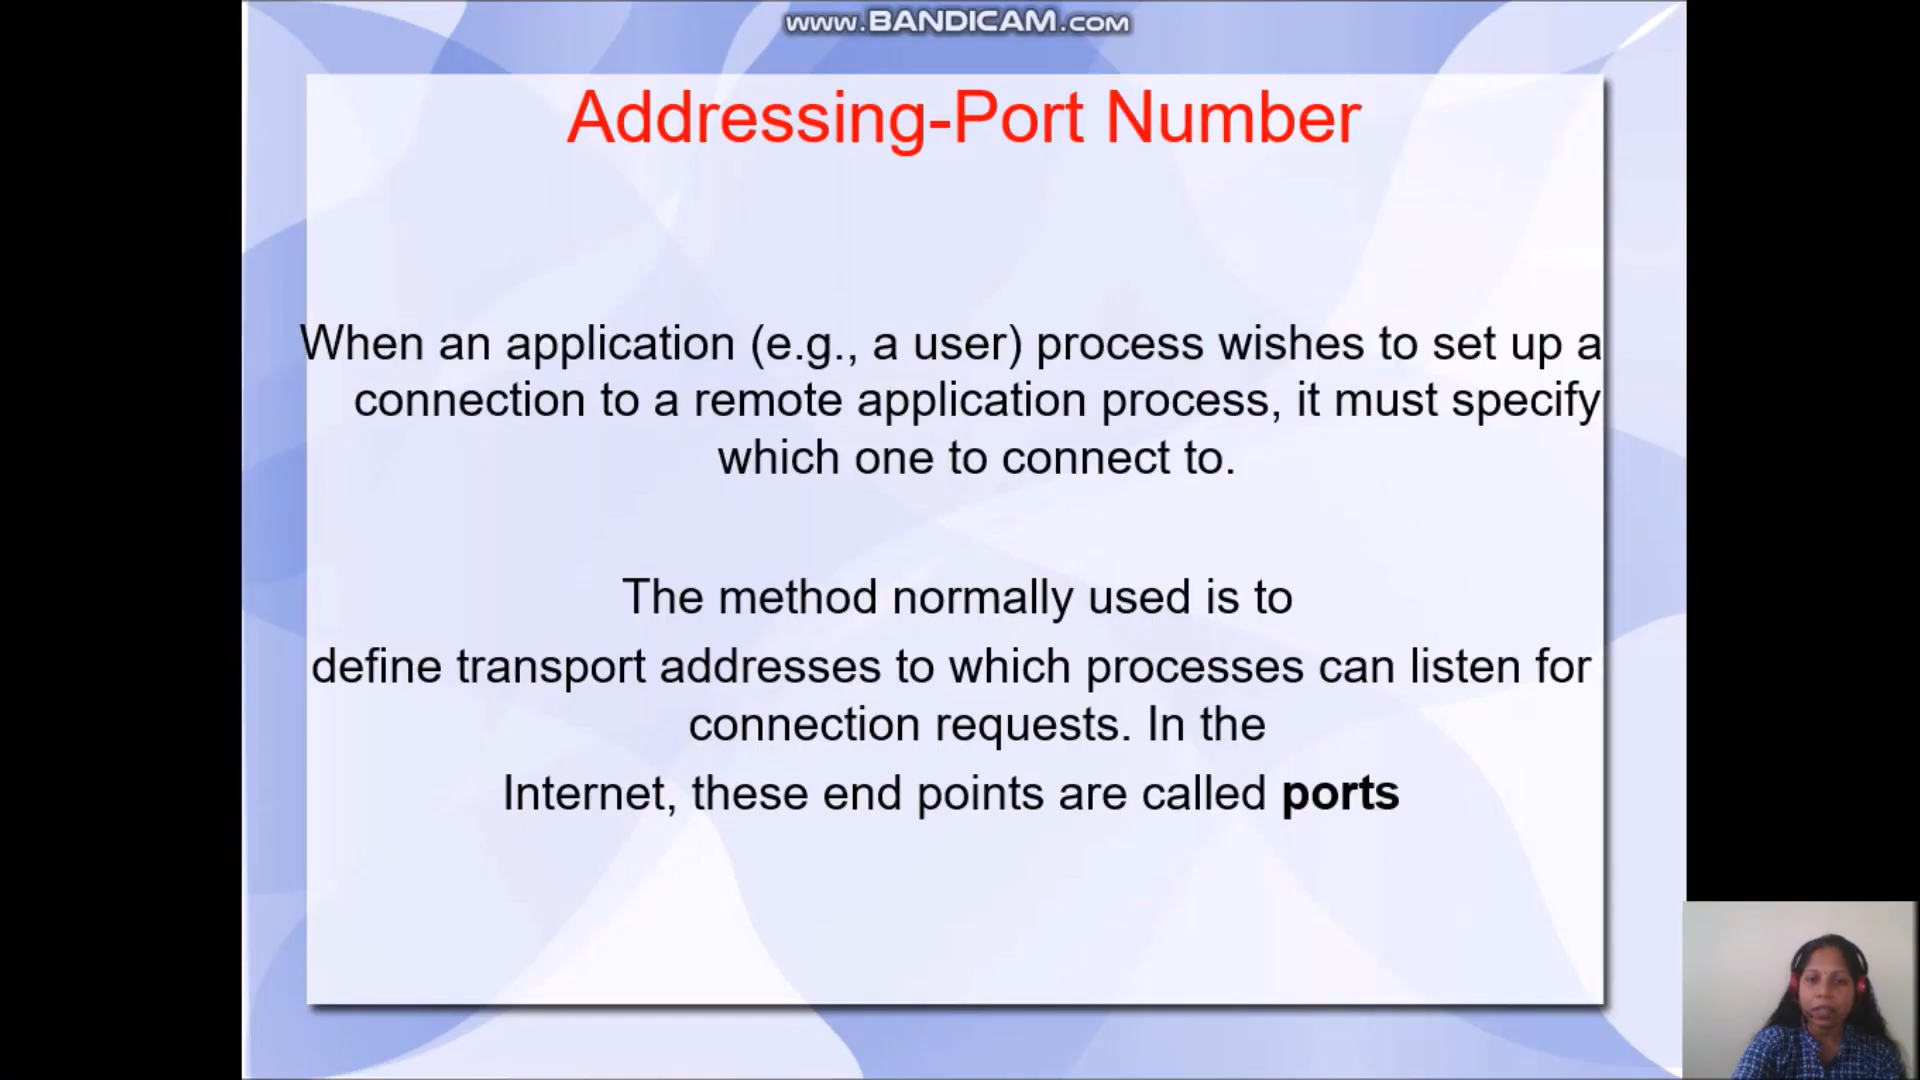 www.BANDICAM.com
Addressing-Port Number
When an application (e.g., a user) process wishes to set up a
connection to a remote application process, it must specify
which one to connect to.
The method normally used is to
define transport addresses to which processes can listen for
connection requests. In the
Internet, these end points are called ports